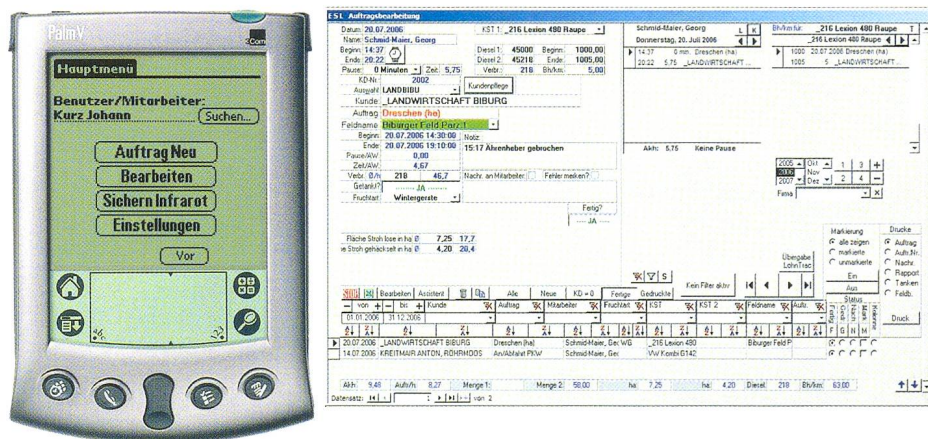 PalmV
3Com
Hauptmenü
Benutzer/Mitarbeiter:
Kurz Johann
Suchen...
Auftrag Neu
Bearbeiten
Sichern Infrarot
Einstellungen
Vor
ESL Auftragsbearbeitung
Datum: 20.07.2006 KST 1: _216 Lexion 480 Raupe
Name: Schmid-Maier, Georg
Beginn: 14:37 Diesel 1: 45000 Beginn: 1000,00
Ende: 20:22 Diesel 2: 45218 Ende: 1005,00
Pause: 0 Minuten Zeit: 5,75 Verbr.: 218 Bh/km: 5,00
KD-Nr. 2002 Kundenpflege
Auswahl LANDBIBU
Kunde: _LANDWIRTSCHAFT BIBURG
Auftrag: Dreschen (ha)
Feldname Biburger Feld Parz.1
Beginn: 20.07.2006 14:30:00 Notiz
Ende: 20.07.2006 19:10:00 15:17 Ährenheber gebrochen
Pause/AW: 0,00
Zeit/AW: 4,67
Verbr. Ø/h 218 46,7 Nachr. an Mitarbeiter: Fehler merken?
Getankt? ----- JA -----
Fruchtart: Wintergerste
Fertig?
---- JA ----
Fläche Stroh lose in ha Ø 7,25 17,7
e Stroh gehäckselt in ha Ø 4,20 28,4
Schmid-Maier, Georg L K
Donnerstag, 20. Juli 2006
14:37 0 min. Dreschen (ha)
20:22 5,75 _LANDWIRTSCHAFT ...
Akh: 5,75 Keine Pause
Bh/km für: _216 Lexion 480 Raupe T
_216 Lexion 480 Raupe
1000 20.07.2006 Dreschen (ha)
1005 5 _LANDWIRTSCHAFT...
2005 Okt 1 3 +
2006 Nov
2007 Dez 2 4 -
Firma X
Markierung
alle zeigen
markierte
unmarkierte
Ein
Aus
Status
Drucke
Auftrag
Auftr.Nr.
Nachr.
Rapport
Tanken
Feldb.
Druck
Übergabe
LohnTrac
S Kein Filter aktiv
Bearbeiten Assistent Alle Neue KD = 0 Fertige Gedruckte
von bis Kunde Auftrag Mitarbeiter Fruchtart KST KST 2 Feldname Auftr.
01.01.2006 31.12.2006
F G N M
20.07.2006 _LANDWIRTSCHAFT BIBURG Dreschen (ha) Schmid-Maier, Geo WG _216 Lexion 480 Biburger Feld P
14.07.2006 KREITMAIR ANTON, RÖHRMOOS An/Abfahrt PKW Schmid-Maier, Geo VW Kombi G142
Akh: 9,48 Auftr/h: 8,27 Menge 1: Menge 2: 58,00 ha: 7,25 ha: 4,20 Diesel: 218 Bh/km: 63,00
Datensatz: 1 von 2